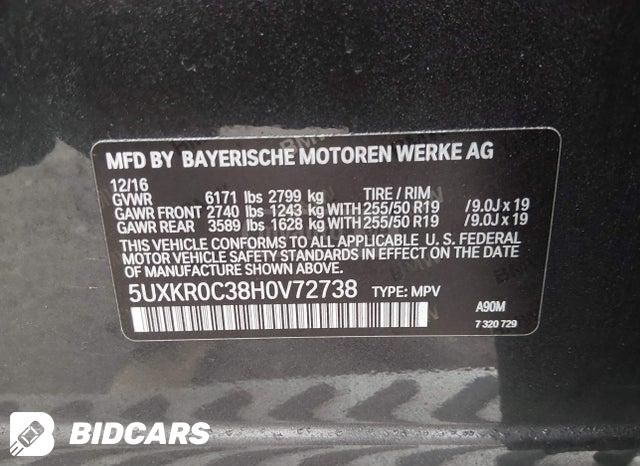 MFD BY BAYERISCHE MOTOREN WERKE AG
12/16
GVWR 6171 lbs 2799 kg TIRE / RIM
GAWR FRONT 2740 lbs 1243 kg WITH 255/50 R19 /9.0J x 19
GAWR REAR 3589 lbs 1628 kg WITH 255/50 R19 /9.0J x 19
THIS VEHICLE CONFORMS TO ALL APPLICABLE U. S. FEDERAL
MOTOR VEHICLE SAFETY STANDARDS IN EFFECT ON THE DATE
OF MANUFACTURE SHOWN ABOVE.
5UXKR0C38H0V72738 TYPE: MPV A90M
7 320 729
BIDCARS